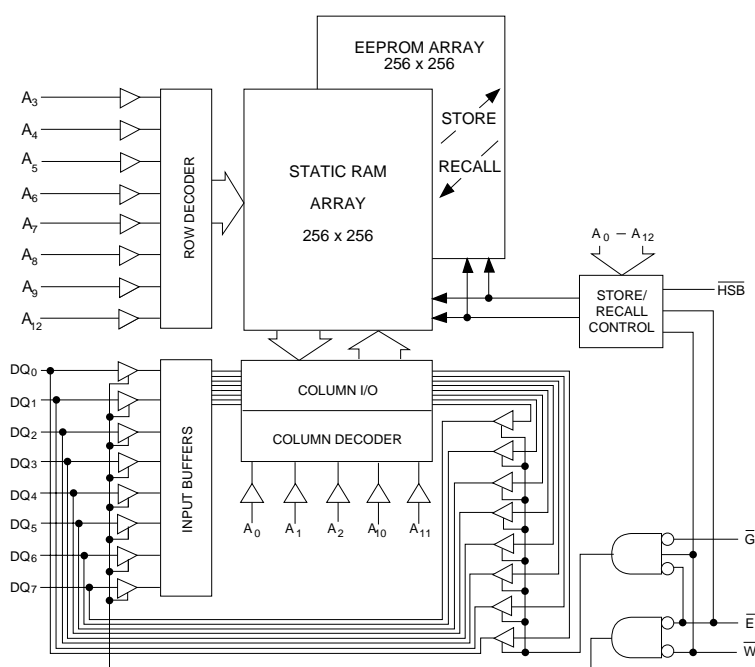 EEPROM ARRAY
256 x 256
STORE
RECALL
STATIC RAM
ARRAY
256 x 256
A3
A4
A5
A6
A7
A8
A9
A12
ROW DECODER
A0 – A12
STORE/
RECALL
CONTROL
H̅S̅B̅
DQ0
DQ1
DQ2
DQ3
DQ4
DQ5
DQ6
DQ7
INPUT BUFFERS
COLUMN I/O
COLUMN DECODER
A0
A1
A2
A10
A11
G̅
E̅
W̅